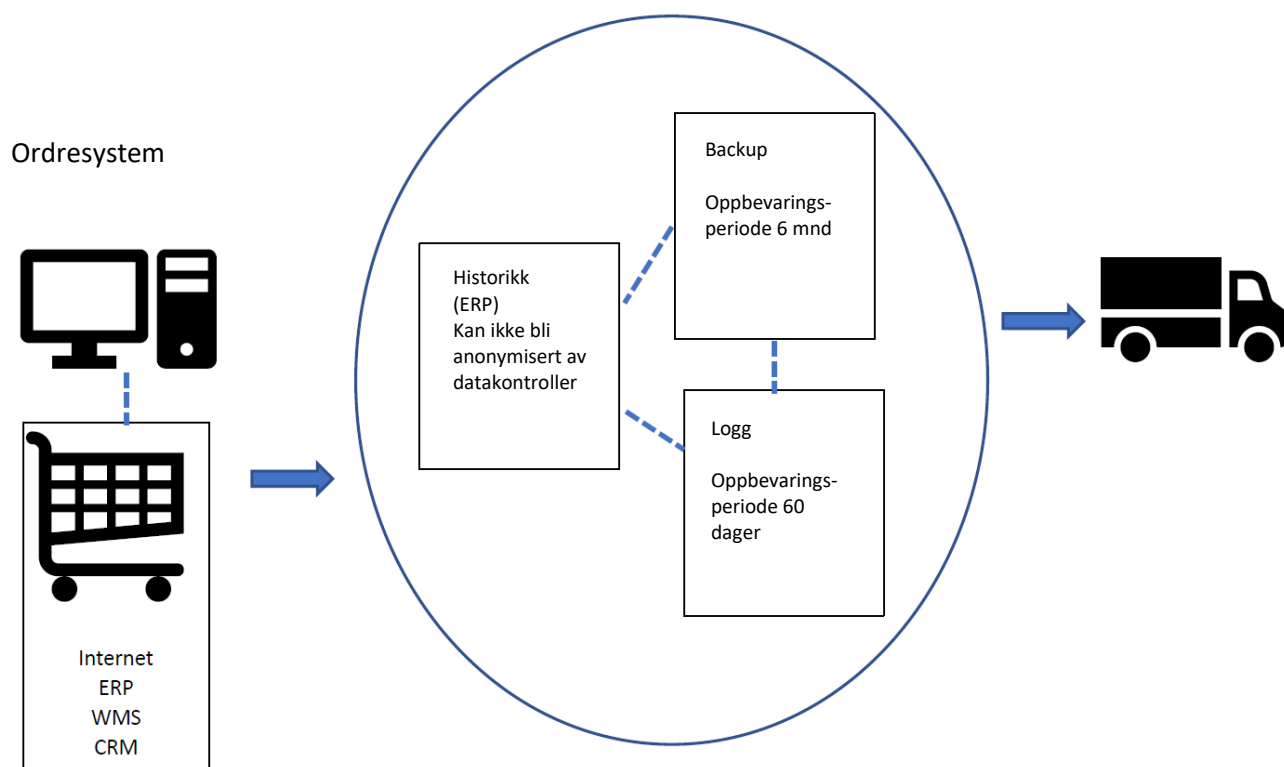 Ordresystem
Internet
ERP
WMS
CRM
Historikk
(ERP)
Kan ikke bli
anonymisert av
datakontroller
Backup
Oppbevarings-
periode 6 mnd
Logg
Oppbevarings-
periode 60
dager